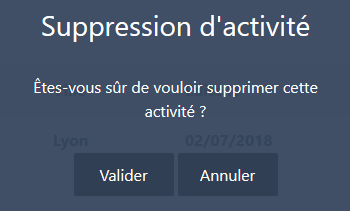 Suppression d'activité
Êtes-vous sûr de vouloir supprimer cette
activité ?
Lyon 02/07/2018
Valider Annuler